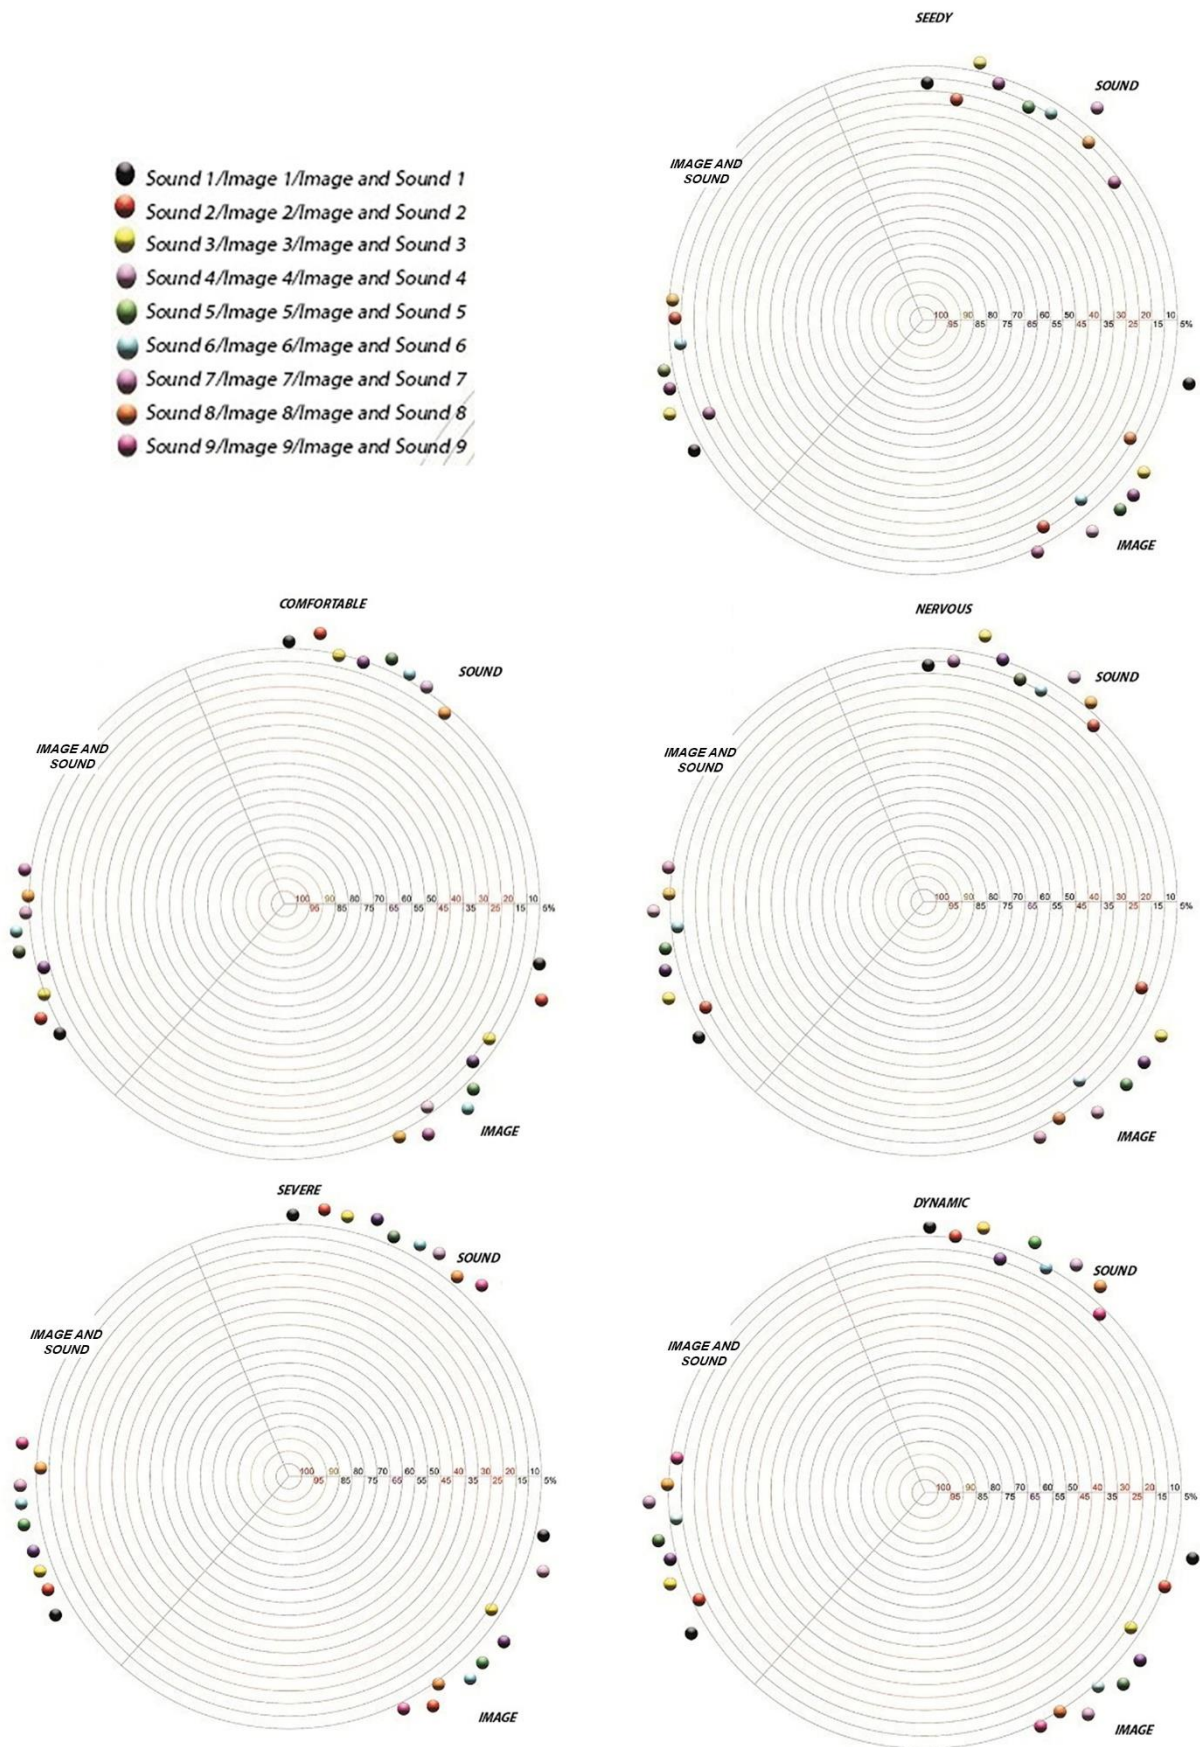 SEEDY
SOUND
IMAGE AND
SOUND
Sound 1/Image 1/Image and Sound 1
Sound 2/Image 2/Image and Sound 2
Sound 3/Image 3/Image and Sound 3
Sound 4/Image 4/Image and Sound 4
Sound 5/Image 5/Image and Sound 5
Sound 6/Image 6/Image and Sound 6
Sound 7/Image 7/Image and Sound 7
Sound 8/Image 8/Image and Sound 8
Sound 9/Image 9/Image and Sound 9
100 90 80 70 60 50 40 30 20 10
95 85 75 65 55 45 35 25 15 5%
IMAGE
COMFORTABLE
SOUND
IMAGE AND
SOUND
100 90 80 70 60 50 40 30 20 10
95 85 75 65 55 45 35 25 15 5%
IMAGE
NERVOUS
SOUND
IMAGE AND
SOUND
100 90 80 70 60 50 40 30 20 10
95 85 75 65 55 45 35 25 15 5%
IMAGE
SEVERE
SOUND
IMAGE AND
SOUND
100 90 80 70 60 50 40 30 20 10
95 85 75 65 55 45 35 25 15 5%
IMAGE
DYNAMIC
SOUND
IMAGE AND
SOUND
100 90 80 70 60 50 40 30 20 10
95 85 75 65 55 45 35 25 15 5%
IMAGE